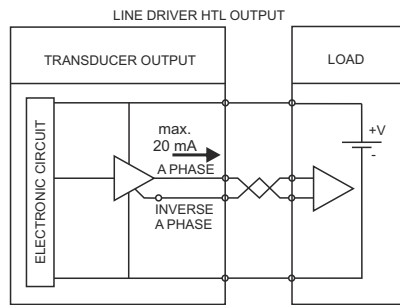 LINE DRIVER HTL OUTPUT
TRANSDUCER OUTPUT
LOAD
ELECTRONIC CIRCUIT
max.
20 mA
A PHASE
INVERSE
A PHASE
+V
-